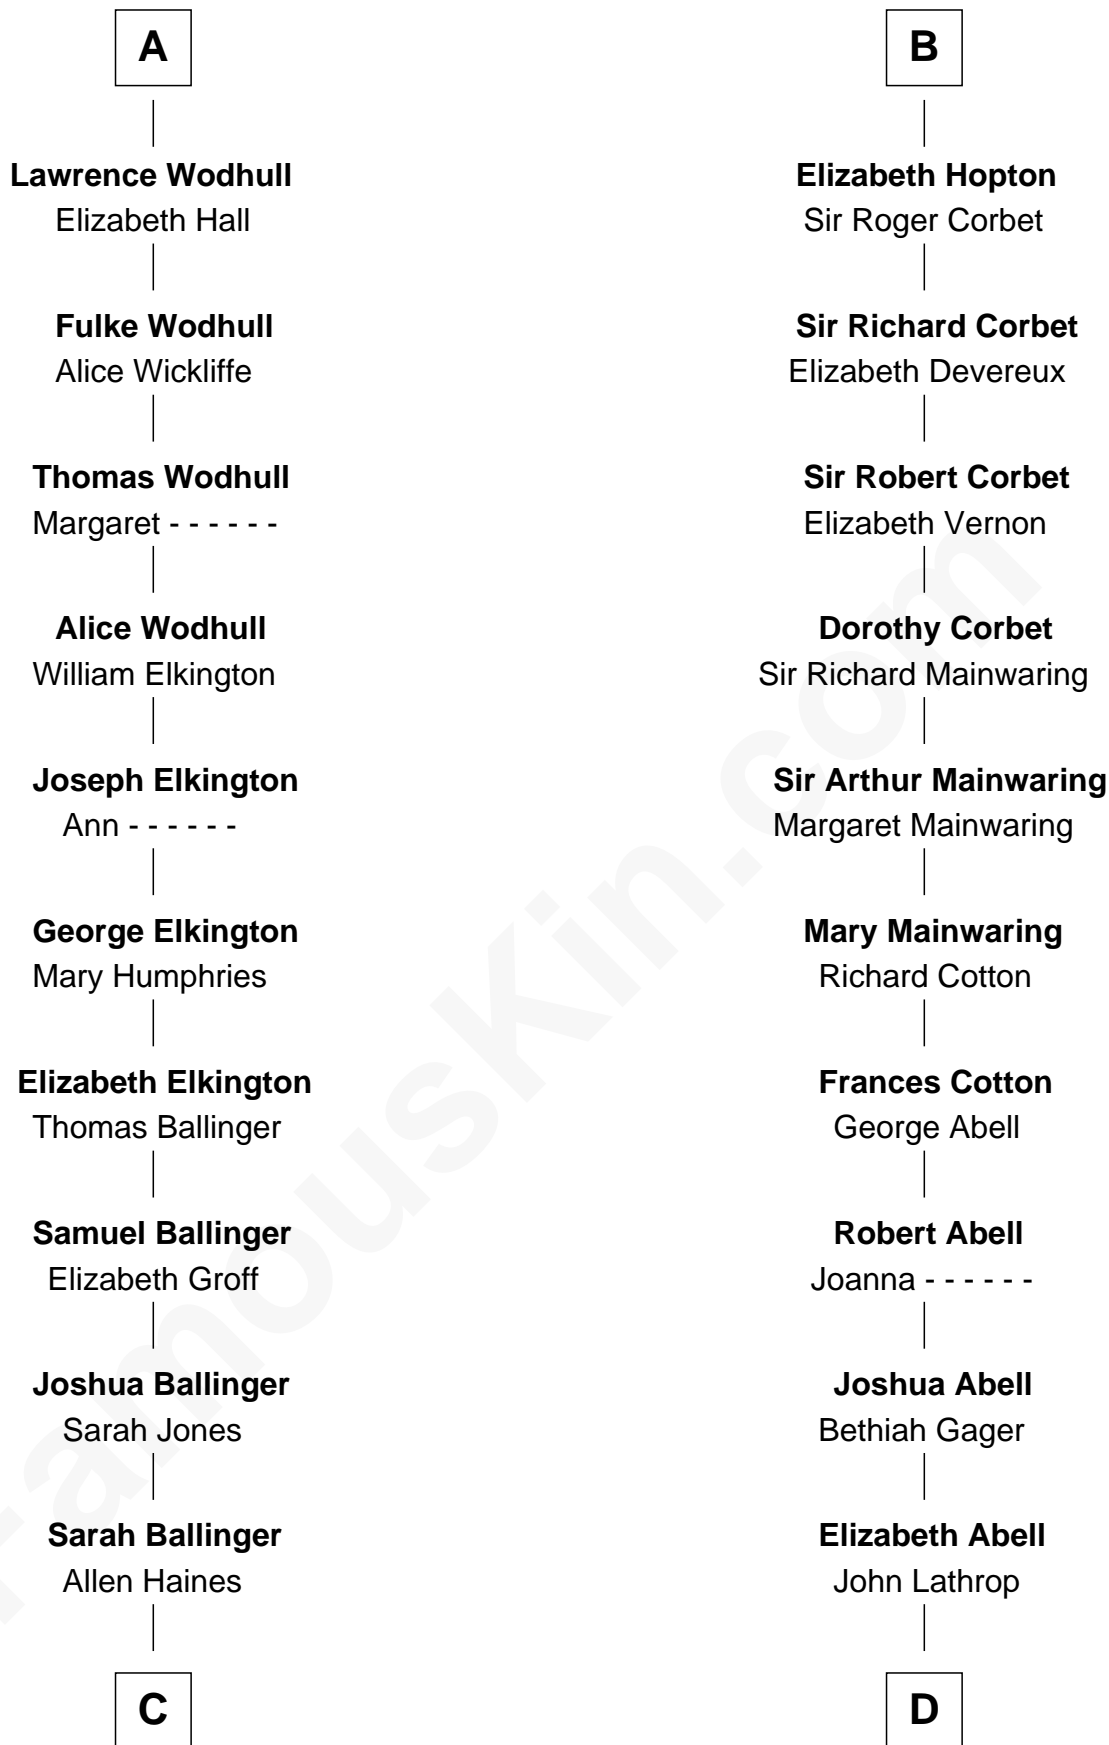 A
Lawrence Wodhull
Elizabeth Hall
Fulke Wodhull
Alice Wickliffe
Thomas Wodhull
Margaret - - - - - -
Alice Wodhull
William Elkington
Joseph Elkington
Ann - - - - - -
George Elkington
Mary Humphries
Elizabeth Elkington
Thomas Ballinger
Samuel Ballinger
Elizabeth Groff
Joshua Ballinger
Sarah Jones
Sarah Ballinger
Allen Haines
C
B
Elizabeth Hopton
Sir Roger Corbet
Sir Richard Corbet
Elizabeth Devereux
Sir Robert Corbet
Elizabeth Vernon
Dorothy Corbet
Sir Richard Mainwaring
Sir Arthur Mainwaring
Margaret Mainwaring
Mary Mainwaring
Richard Cotton
Frances Cotton
George Abell
Robert Abell
Joanna - - - - - -
Joshua Abell
Bethiah Gager
Elizabeth Abell
John Lathrop
D
FamousKin.com